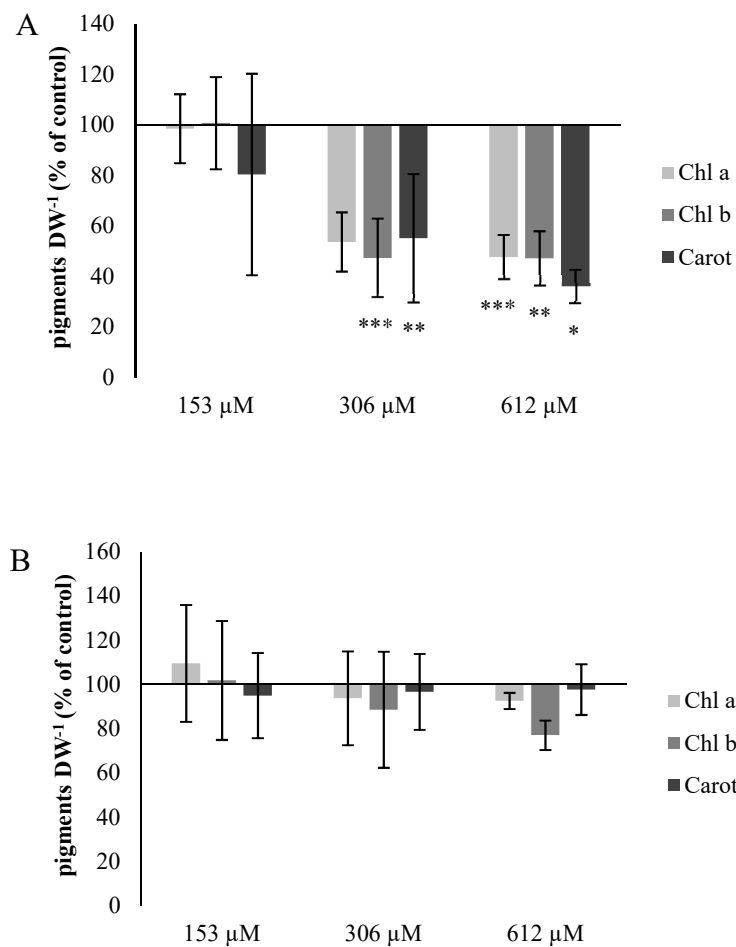 A
pigments DW⁻¹ (% of control)
140
120
100
80
60
40
20
0
*** ** *** ** *
153 µM 306 µM 612 µM
Chl a
Chl b
Carot
B
pigments DW⁻¹ (% of control)
160
140
120
100
80
60
40
20
0
153 µM 306 µM 612 µM
Chl a
Chl b
Carot